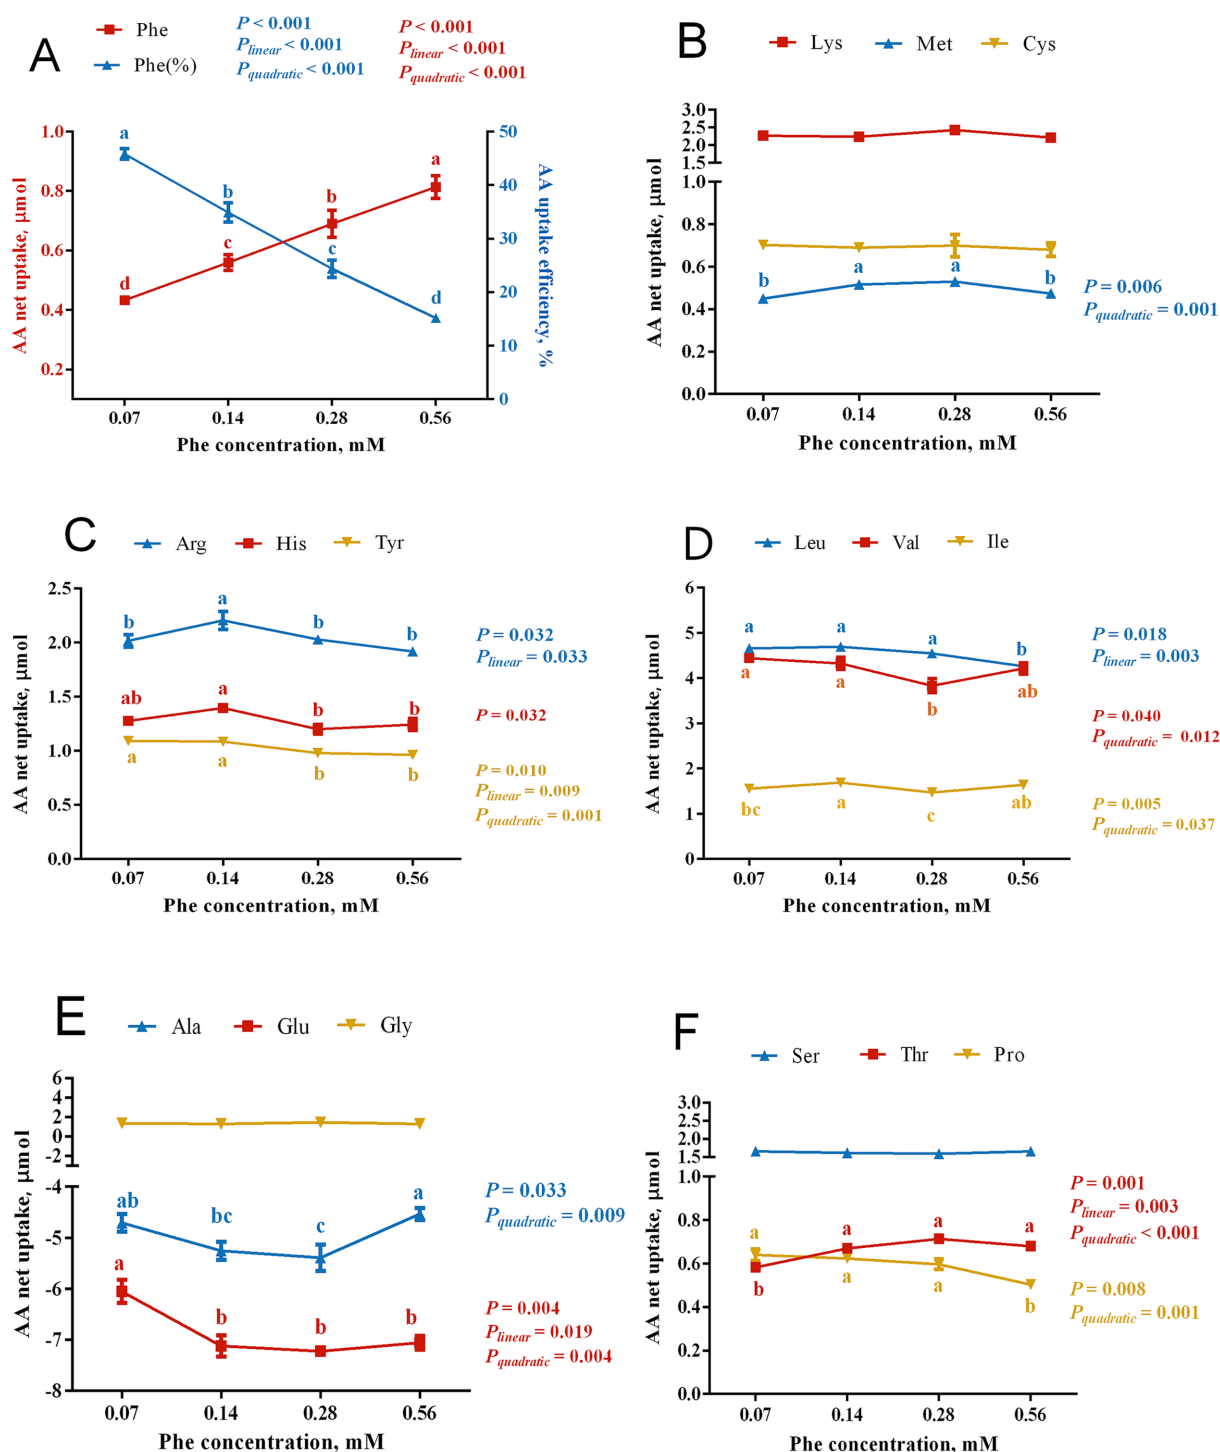 A
Phe
Phe(%)
P < 0.001
Plinear < 0.001
Pquadratic < 0.001
P < 0.001
Plinear < 0.001
Pquadratic < 0.001
AA net uptake, μmol
1.0
0.8
0.6
0.4
0.2
a
b
c
d
d
c
b
a
50
40
30
20
10
0
AA uptake efficiency, %
0.07 0.14 0.28 0.56
Phe concentration, mM
B
Lys Met Cys
AA net uptake, μmol
3.0
2.5
2.0
1.5
1.0
0.8
0.6
0.4
0.2
0.0
b a a b
P = 0.006
Pquadratic = 0.001
0.07 0.14 0.28 0.56
Phe concentration, mM
C
Arg His Tyr
AA net uptake, μmol
2.5
2.0
1.5
1.0
0.5
0.0
b a b b
ab a b b
a a b b
P = 0.032
Plinear = 0.033
P = 0.032
P = 0.010
Plinear = 0.009
Pquadratic = 0.001
0.07 0.14 0.28 0.56
Phe concentration, mM
D
Leu Val Ile
AA net uptake, μmol
6
5
4
3
2
1
0
a a a b
a a b ab
bc a c ab
P = 0.018
Plinear = 0.003
P = 0.040
Pquadratic = 0.012
P = 0.005
Pquadratic = 0.037
0.07 0.14 0.28 0.56
Phe concentration, mM
E
Ala Glu Gly
AA net uptake, μmol
6
4
2
0
-2
-4
-5
-6
-7
-8
ab bc c a
a b b b
P = 0.033
Pquadratic = 0.009
P = 0.004
Plinear = 0.019
Pquadratic = 0.004
0.07 0.14 0.28 0.56
Phe concentration, mM
F
Ser Thr Pro
AA net uptake, μmol
3.0
2.5
2.0
1.5
1.0
0.8
0.6
0.4
0.2
0.0
a a a a
b a a b
P = 0.001
Plinear = 0.003
Pquadratic < 0.001
P = 0.008
Pquadratic = 0.001
0.07 0.14 0.28 0.56
Phe concentration, mM